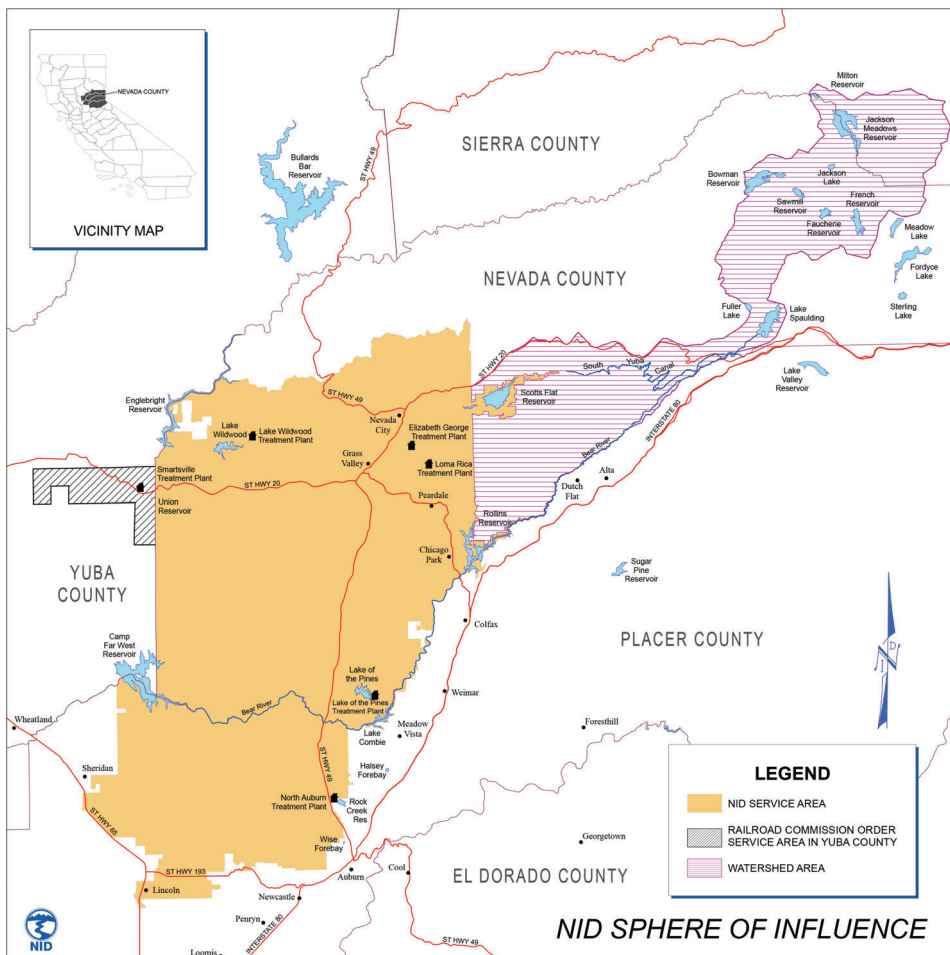 NEVADA COUNTY
VICINITY MAP
ST HWY 49
SIERRA COUNTY
Bullards
Bar
Reservoir
Milton
Reservoir
Jackson
Meadows
Reservoir
Bowman
Reservoir
Jackson
Lake
Sawmill
Reservoir
French
Reservoir
Faucherie
Reservoir
Meadow
Lake
Fordyce
Lake
Sterling
Lake
NEVADA COUNTY
Fuller
Lake
Lake
Spaulding
Lake
Valley Reservoir
ST HWY 20
South
Yuba
Canal
INTERSTATE 80
Bear River
Scotts Flat
Reservoir
ST HWY 49
Englebright
Reservoir
Nevada
City
Lake
Wildwood
Lake Wildwood
Treatment Plant
Elizabeth George
Treatment Plant
Grass
Valley
Loma Rica
Treatment Plant
Smartsville
Treatment Plant
ST HWY 20
Union
Reservoir
Peardale
Dutch
Flat
Alta
Rollins
Reservoir
Chicago
Park
YUBA
COUNTY
Sugar
Pine
Reservoir
Colfax
PLACER COUNTY
Camp
Far West
Reservoir
Lake of
the Pines
Lake of the Pines
Treatment Plant
Weimar
Bear River
Wheatland
Lake
Combie
Meadow
Vista
Foresthill
Sheridan
ST HWY 49
Halsey
Forebay
North Auburn
Treatment Plant
Rock
Creek
Res
ST HWY 65
Wise
Forebay
Georgetown
ST HWY 193
Auburn
Cool
EL DORADO COUNTY
Lincoln
Newcastle
Penryn
INTERSTATE 80
Loomis
ST HWY 49
N
I
D
LEGEND
NID SERVICE AREA
RAILROAD COMMISSION ORDER
SERVICE AREA IN YUBA COUNTY
WATERSHED AREA
NID SPHERE OF INFLUENCE
NID